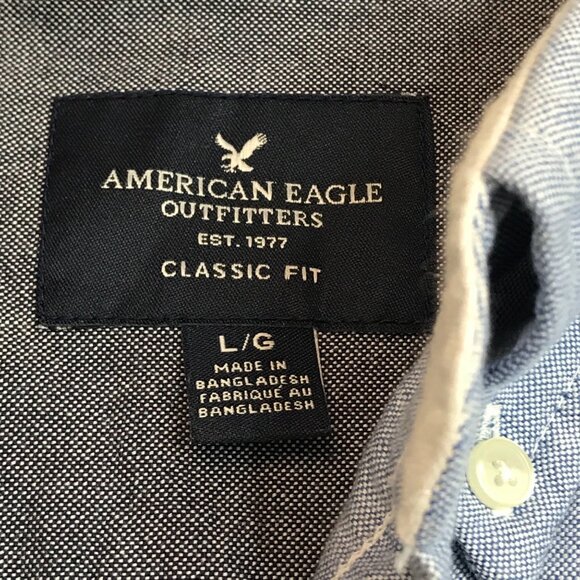 AMERICAN EAGLE
OUTFITTERS
EST. 1977
CLASSIC FIT
L/G
MADE IN
BANGLADESH
FABRIQUE AU
BANGLADESH